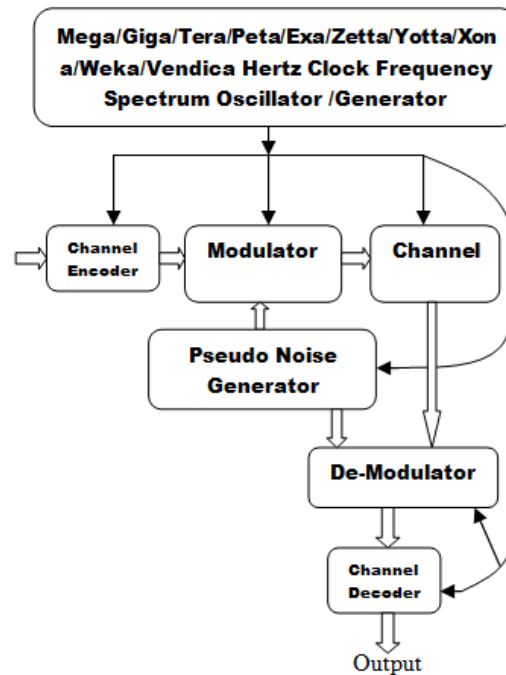 Mega/Giga/Tera/Peta/Exa/Zetta/Yotta/Xon
a/Weka/Vendica Hertz Clock Frequency
Spectrum Oscillator /Generator
Channel
Encoder
Modulator
Channel
Pseudo Noise
Generator
De-Modulator
Channel
Decoder
Output